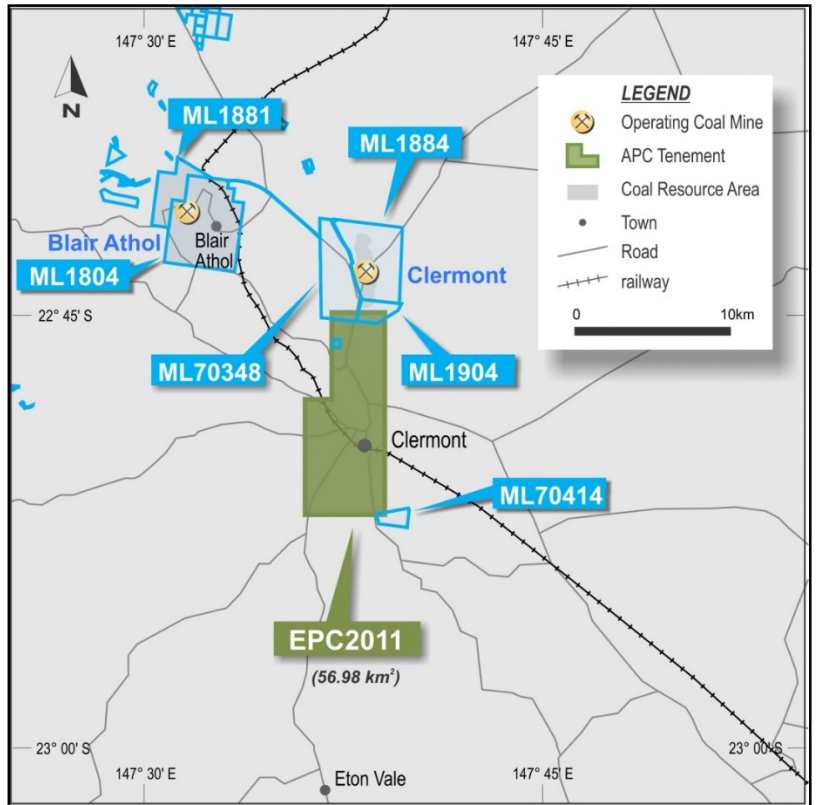 147° 30' E
147° 45' E
N
ML1881
ML1884
LEGEND
Operating Coal Mine
APC Tenement
Coal Resource Area
Town
Road
railway
0
10km
Blair Athol
Blair
Athol
ML1804
Clermont
22° 45' S
ML70348
ML1904
Clermont
ML70414
EPC2011
(56.98 km²)
23° 00' S
23° 00' S
147° 30' E
147° 45' E
Eton Vale